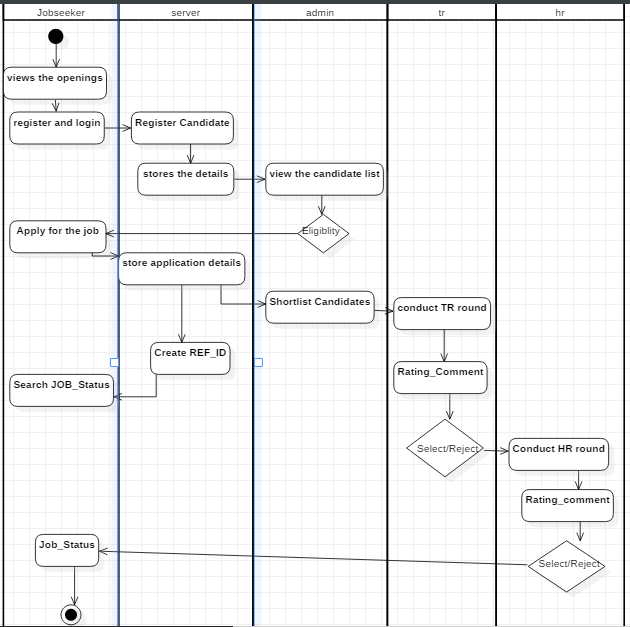 Jobseeker
server
admin
tr
hr
views the openings
register and login
Register Candidate
stores the details
view the candidate list
Apply for the job
Eligiblity
store application details
Shortlist Candidates
conduct TR round
Create REF_ID
Rating_Comment
Search JOB_Status
Select/Reject
Conduct HR round
Rating_comment
Job_Status
Select/Reject